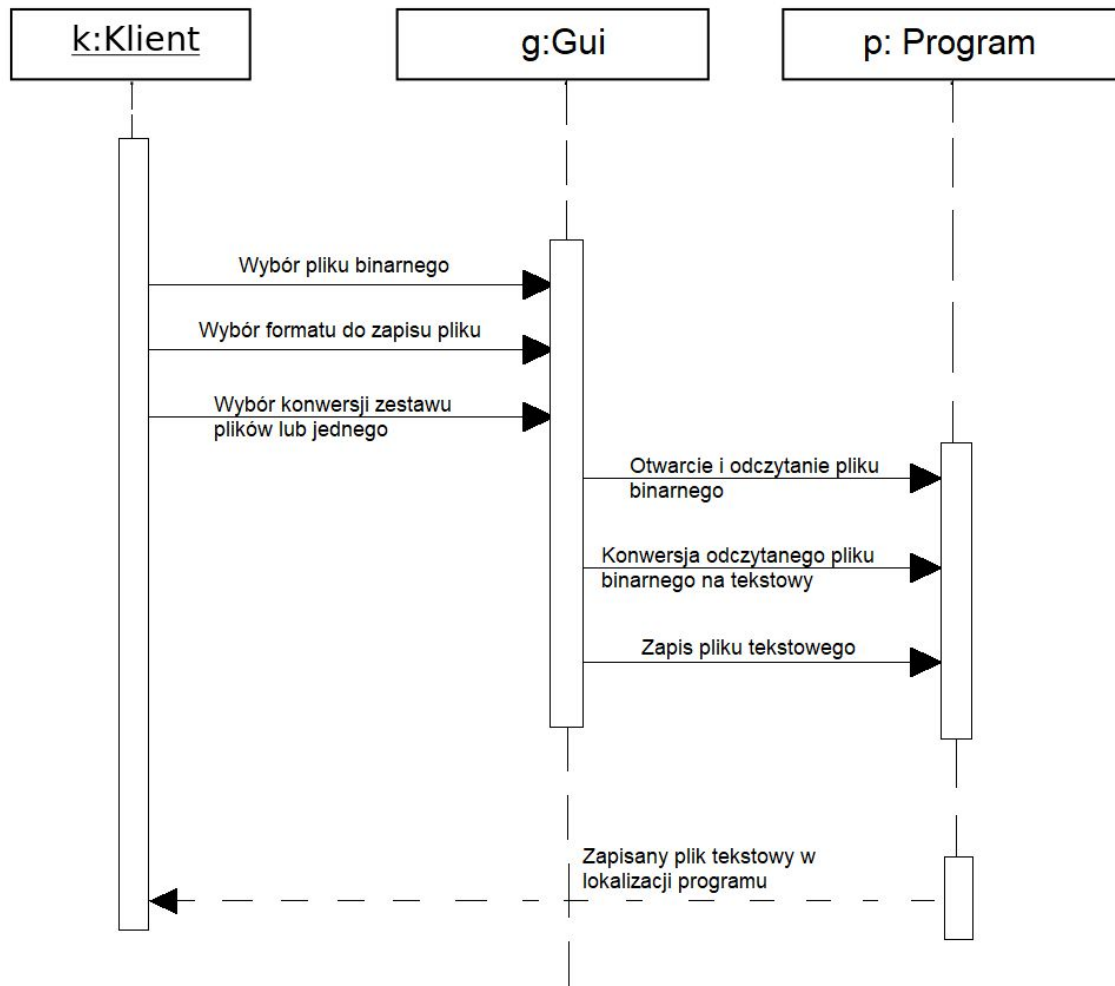 k:Klient
g:Gui
p: Program
Wybór pliku binarnego
Wybór formatu do zapisu pliku
Wybór konwersji zestawu
plików lub jednego
Otwarcie i odczytanie pliku
binarnego
Konwersja odczytanego pliku
binarnego na tekstowy
Zapis pliku tekstowego
Zapisany plik tekstowy w
lokalizacji programu